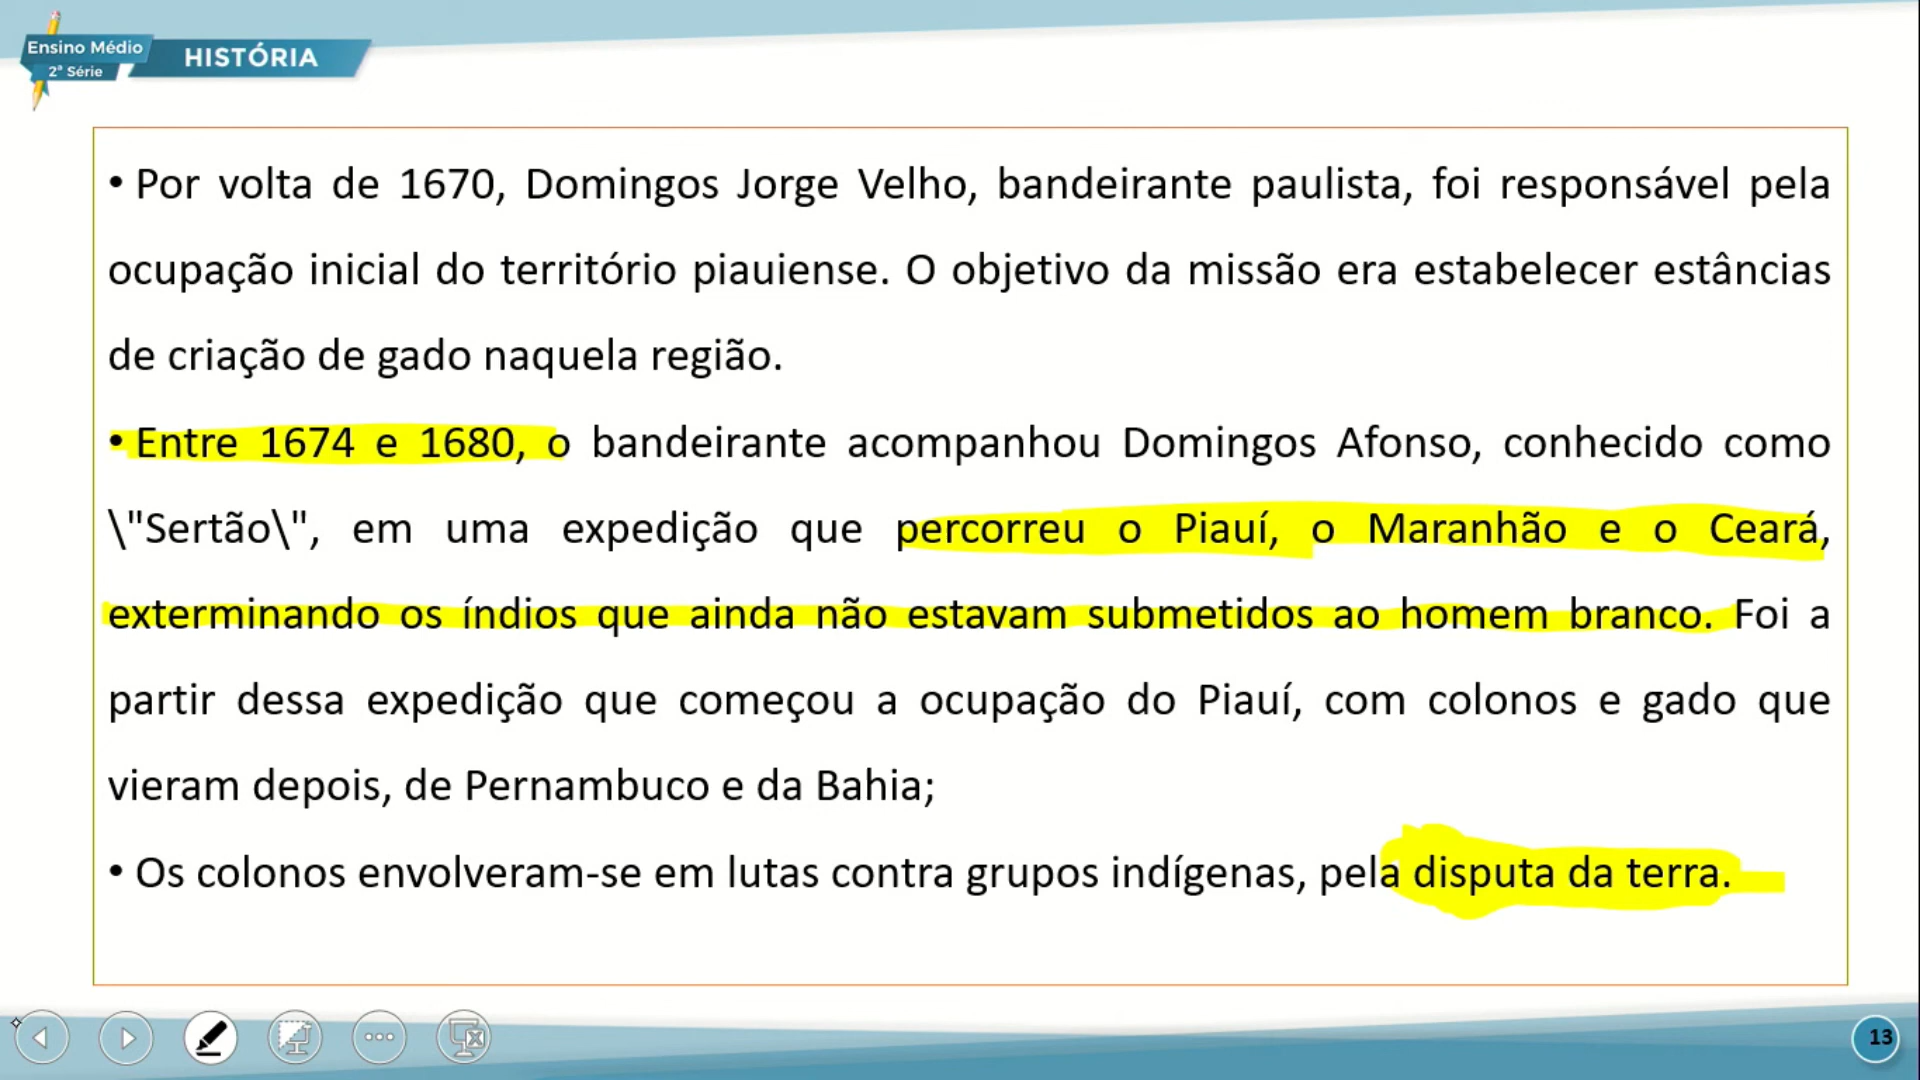 Ensino Médio
2ª Série
HISTÓRIA
• Por volta de 1670, Domingos Jorge Velho, bandeirante paulista, foi responsável pela
ocupação inicial do território piauiense. O objetivo da missão era estabelecer estâncias
de criação de gado naquela região.
• Entre 1674 e 1680, o bandeirante acompanhou Domingos Afonso, conhecido como
\"Sertão\", em uma expedição que percorreu o Piauí, o Maranhão e o Ceará,
exterminando os índios que ainda não estavam submetidos ao homem branco. Foi a
partir dessa expedição que começou a ocupação do Piauí, com colonos e gado que
vieram depois, de Pernambuco e da Bahia;
• Os colonos envolveram-se em lutas contra grupos indígenas, pela disputa da terra.
13